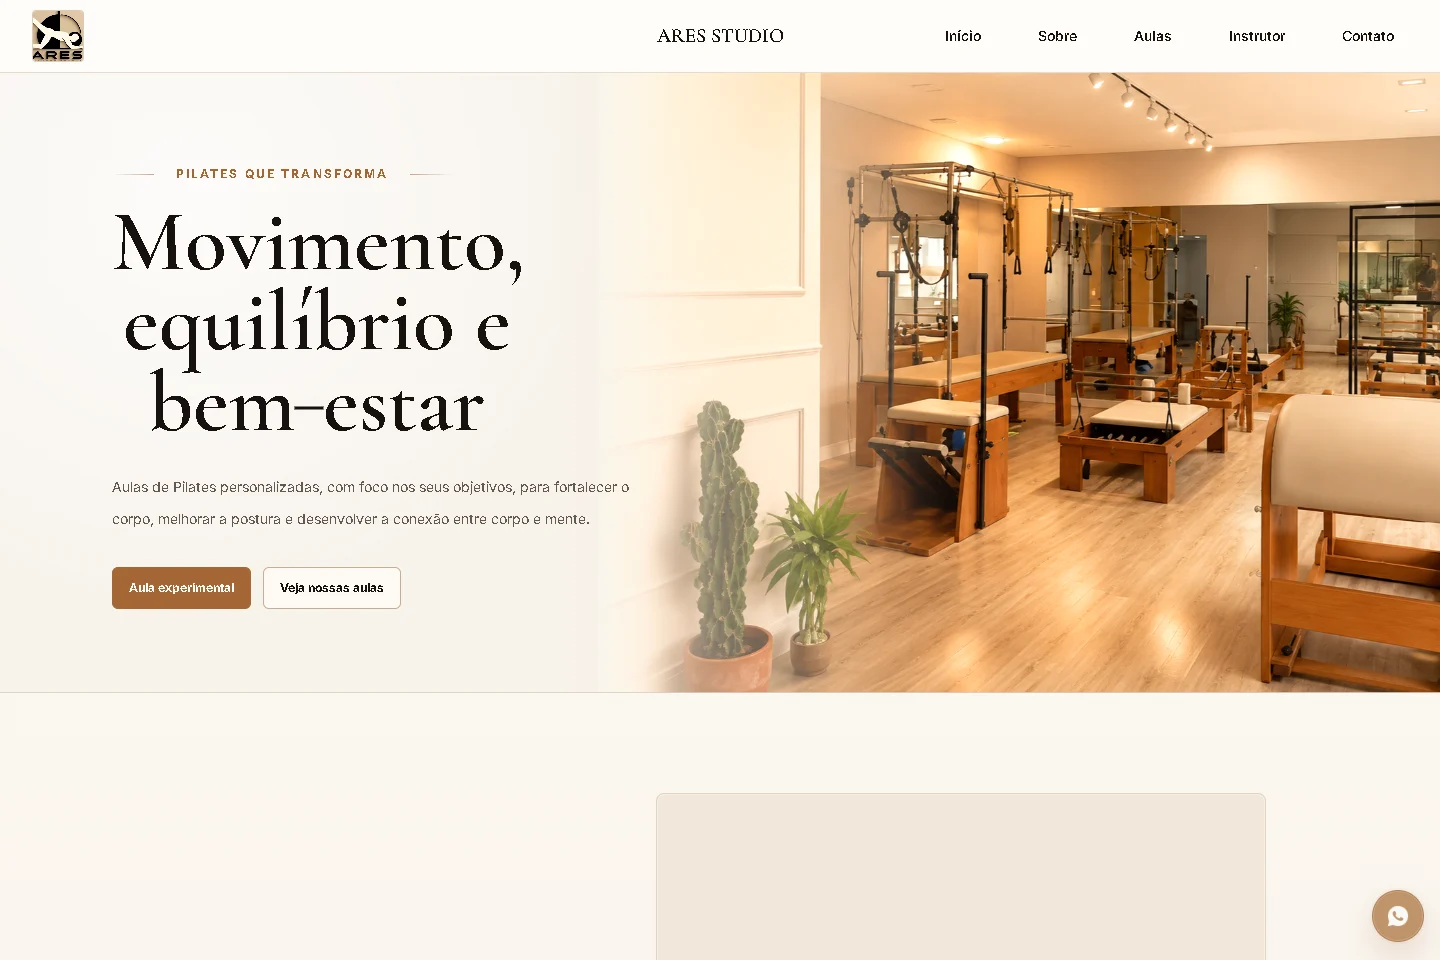 ARES
ARES STUDIO
Início
Sobre
Aulas
Instrutor
Contato
PILATES QUE TRANSFORMA
Movimento,
equilíbrio e
bem-estar
Aulas de Pilates personalizadas, com foco nos seus objetivos, para fortalecer o
corpo, melhorar a postura e desenvolver a conexão entre corpo e mente.
Aula experimental
Veja nossas aulas